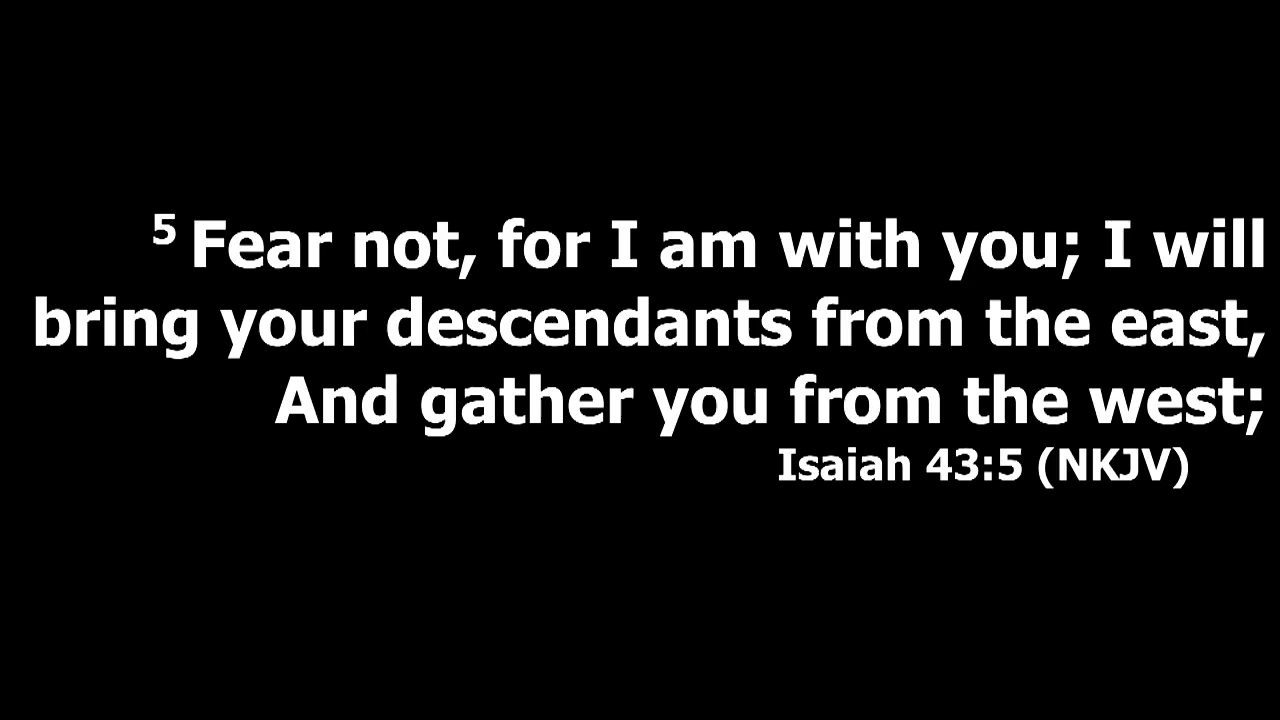 5 Fear not, for I am with you; I will
bring your descendants from the east,
And gather you from the west;
Isaiah 43:5 (NKJV)